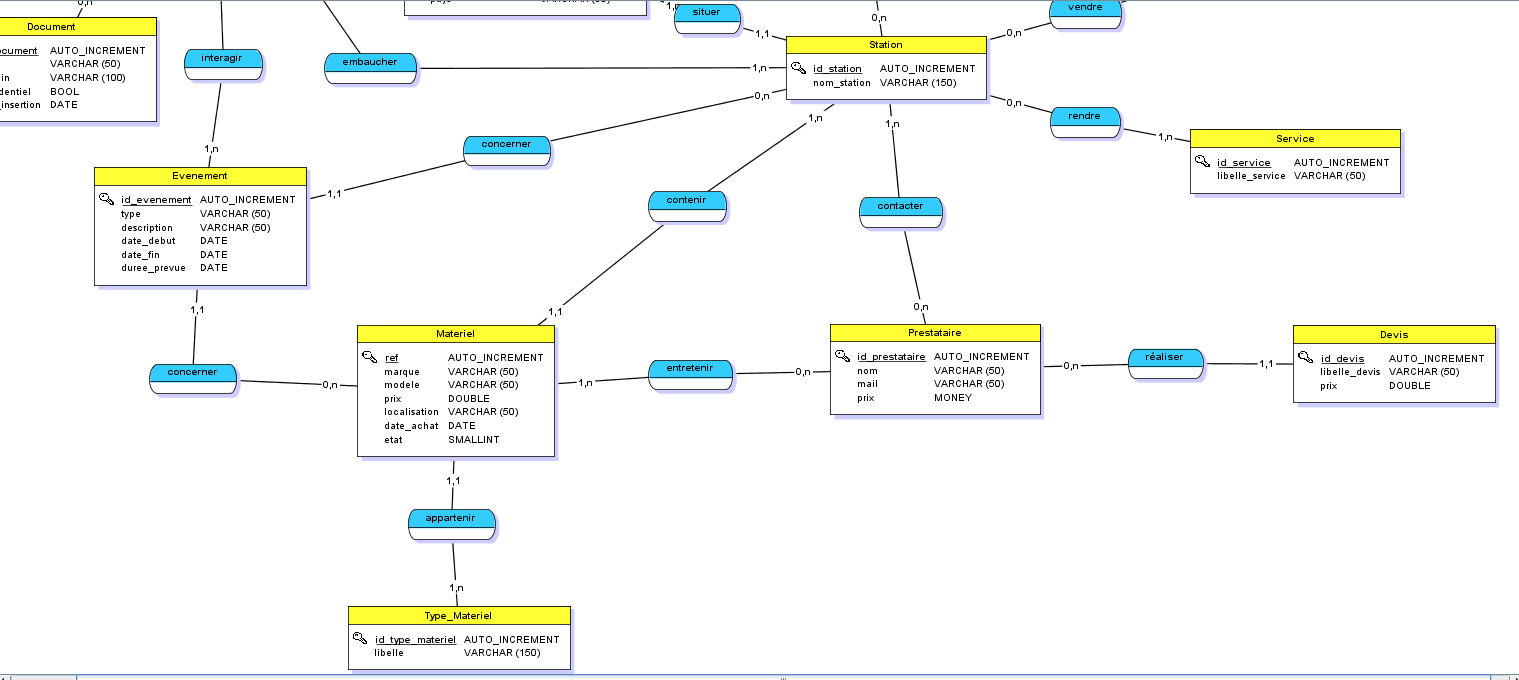 0,n
Document
ocument AUTO_INCREMENT
VARCHAR (50)
in VARCHAR (100)
dentiel BOOL
_insertion DATE
interagir
1,n
embaucher
1,n
VARCHAR (50)
1,n
situer
1,1
0,n
vendre
0,n
Station
id_station AUTO_INCREMENT
nom_station VARCHAR (150)
0,n
1,n
1,n
0,n
rendre
1,n
Service
id_service AUTO_INCREMENT
libelle_service VARCHAR (50)
concerner
1,1
Evenement
id_evenement AUTO_INCREMENT
type VARCHAR (50)
description VARCHAR (50)
date_debut DATE
date_fin DATE
duree_prevue DATE
contenir
1,1
contacter
0,n
1,1
concerner
0,n
Materiel
ref AUTO_INCREMENT
marque VARCHAR (50)
modele VARCHAR (50)
prix DOUBLE
localisation VARCHAR (50)
date_achat DATE
etat SMALLINT
1,n
entretenir
0,n
Prestataire
id_prestataire AUTO_INCREMENT
nom VARCHAR (50)
mail VARCHAR (50)
prix MONEY
0,n
réaliser
1,1
Devis
id_devis AUTO_INCREMENT
libelle_devis VARCHAR (50)
prix DOUBLE
1,1
appartenir
1,n
Type_Materiel
id_type_materiel AUTO_INCREMENT
libelle VARCHAR (150)